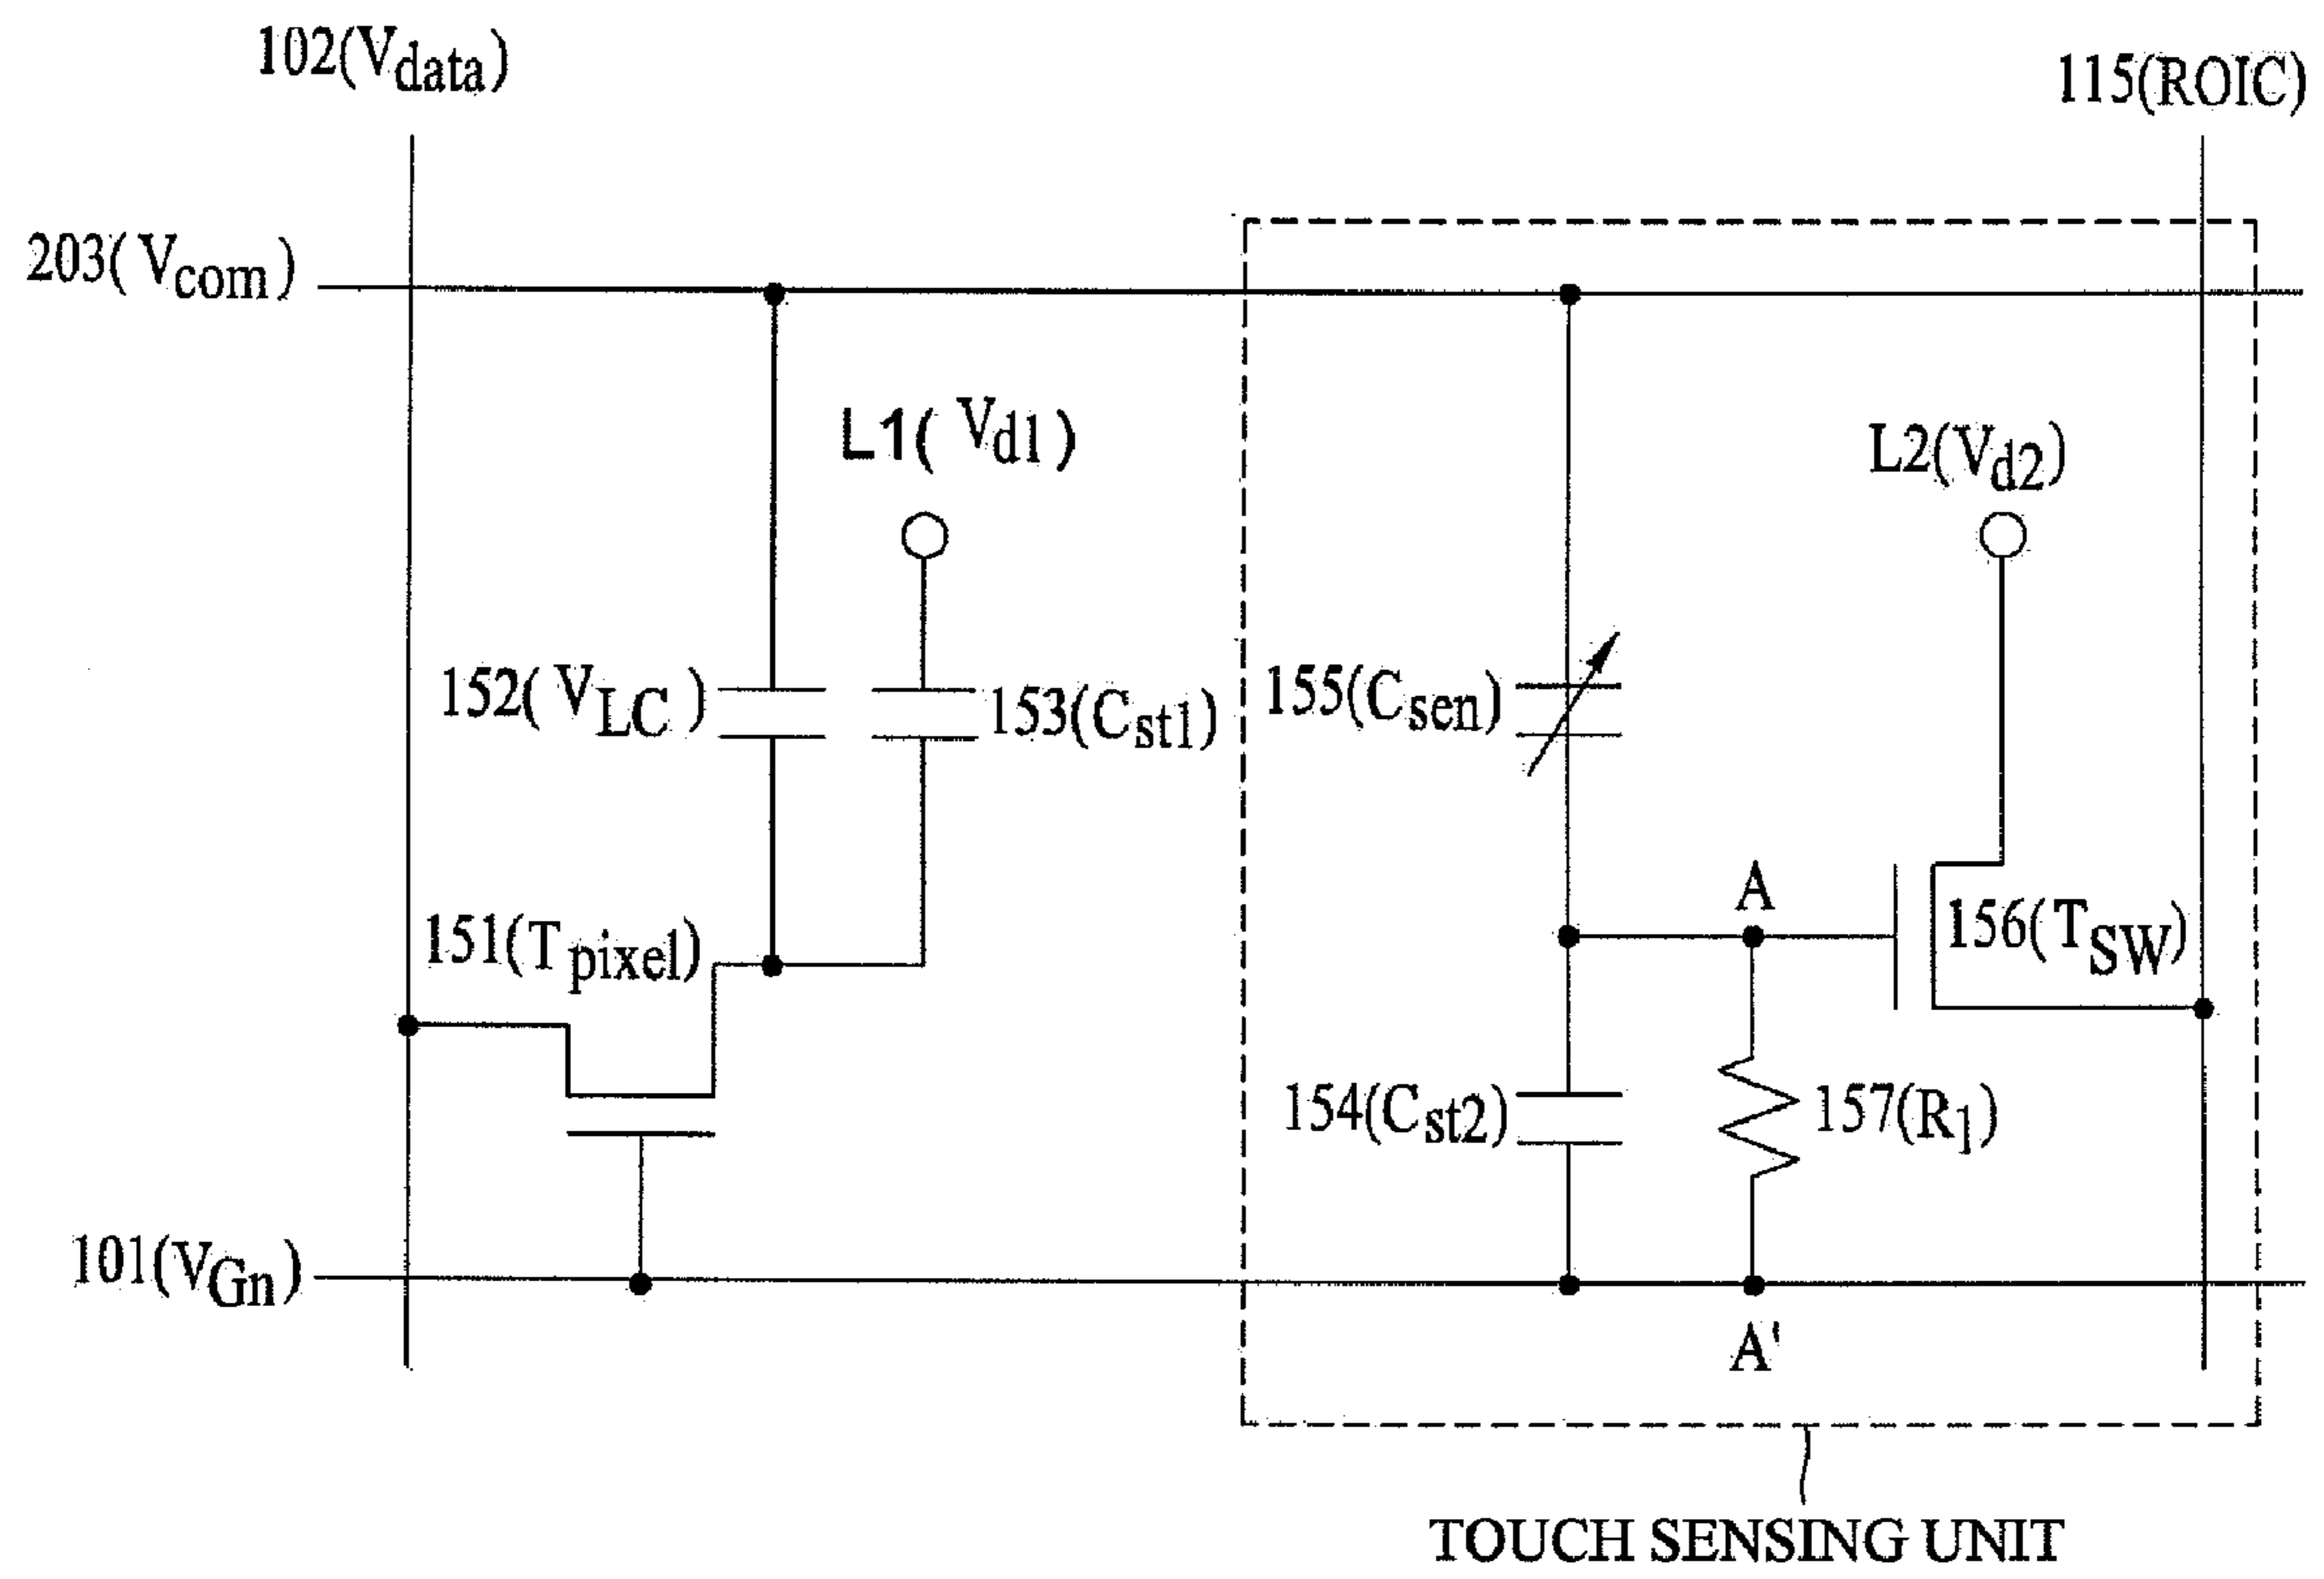 102(Vdata)
115(ROIC)
203(Vcom)
L1(Vd1)
L2(Vd2)
152(VLC)
153(Cst1)
155(Csen)
A
151(Tpixel)
156(TSW)
154(Cst2)
157(R1)
101(VGn)
A'
TOUCH SENSING UNIT